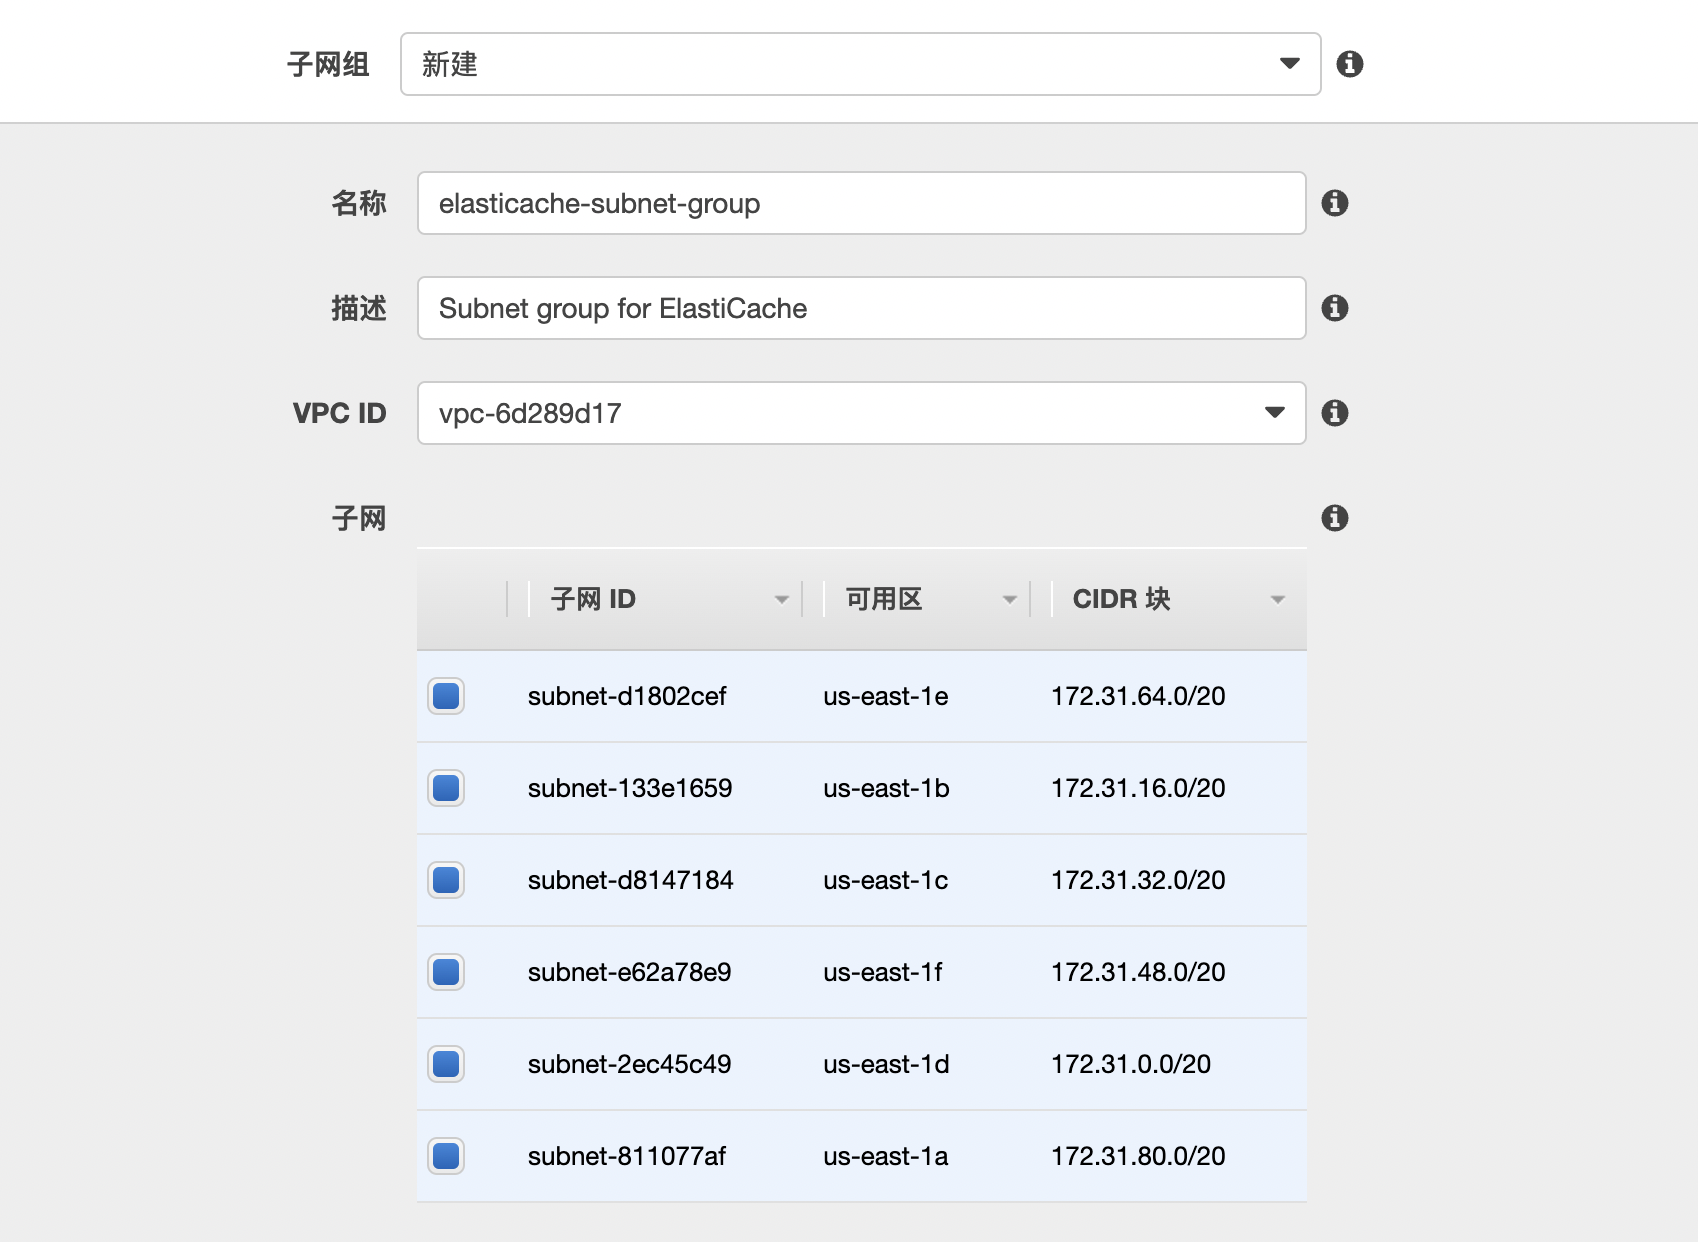 子网组 新建
名称 elasticache-subnet-group
描述 Subnet group for ElastiCache
VPC ID vpc-6d289d17
子网
子网 ID 可用区 CIDR 块
subnet-d1802cef us-east-1e 172.31.64.0/20
subnet-133e1659 us-east-1b 172.31.16.0/20
subnet-d8147184 us-east-1c 172.31.32.0/20
subnet-e62a78e9 us-east-1f 172.31.48.0/20
subnet-2ec45c49 us-east-1d 172.31.0.0/20
subnet-811077af us-east-1a 172.31.80.0/20